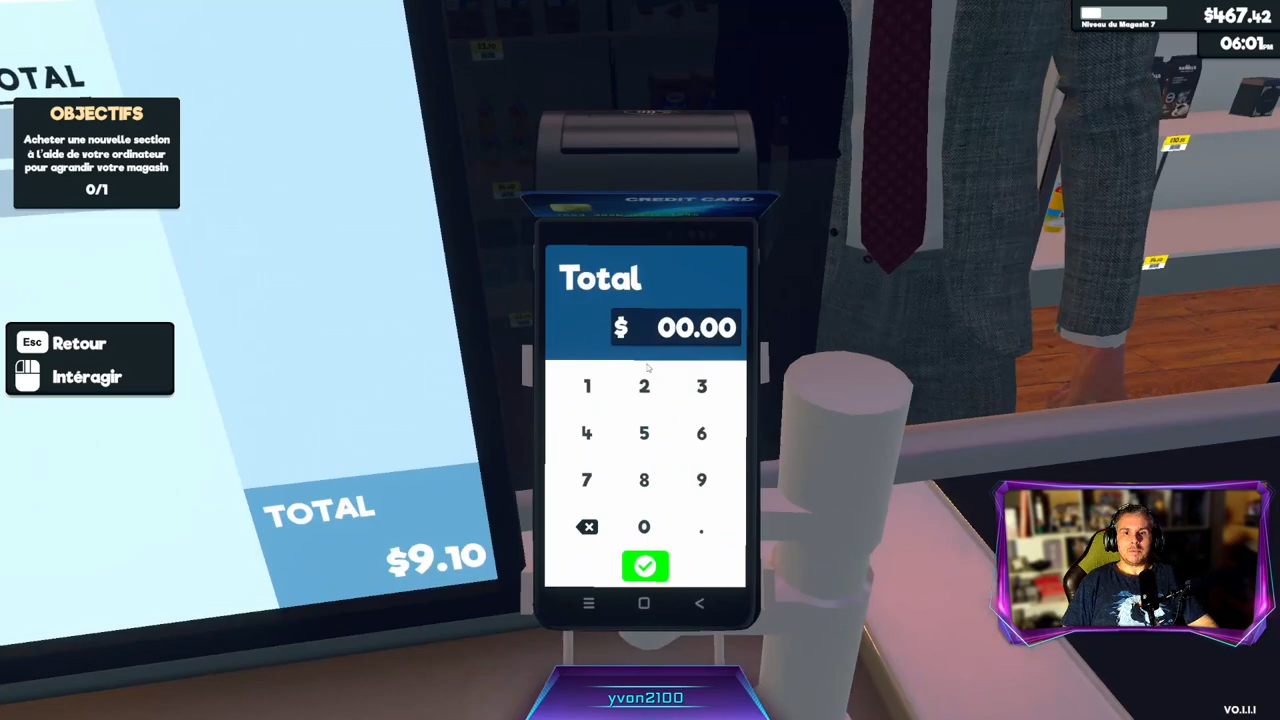 OTAL
OBJECTIFS
Acheter une nouvelle section
à l'aide de votre ordinateur
pour agrandir votre magasin
0/1
Esc Retour
Intéragir
TOTAL
$9.10
CREDIT CARD
Total
$ 00.00
1 2 3
4 5 6
7 8 9
0 .
yvon2100
Niveau du Magasin 7
$467.42
06:01PM
V0.1.1.1